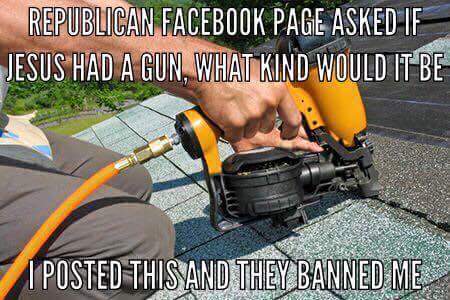 REPUBLICAN FACEBOOK PAGE ASKED IF
JESUS HAD A GUN, WHAT KIND WOULD IT BE
I POSTED THIS AND THEY BANNED ME